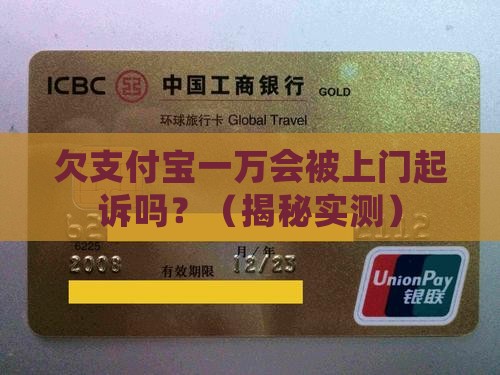 ICBC 中国工商银行 GOLD
环球旅行卡 Global Travel
欠支付宝一万会被上门起
诉吗？（揭秘实测）
6225
月/年
2008 有效期限 12/23
UnionPay
银联